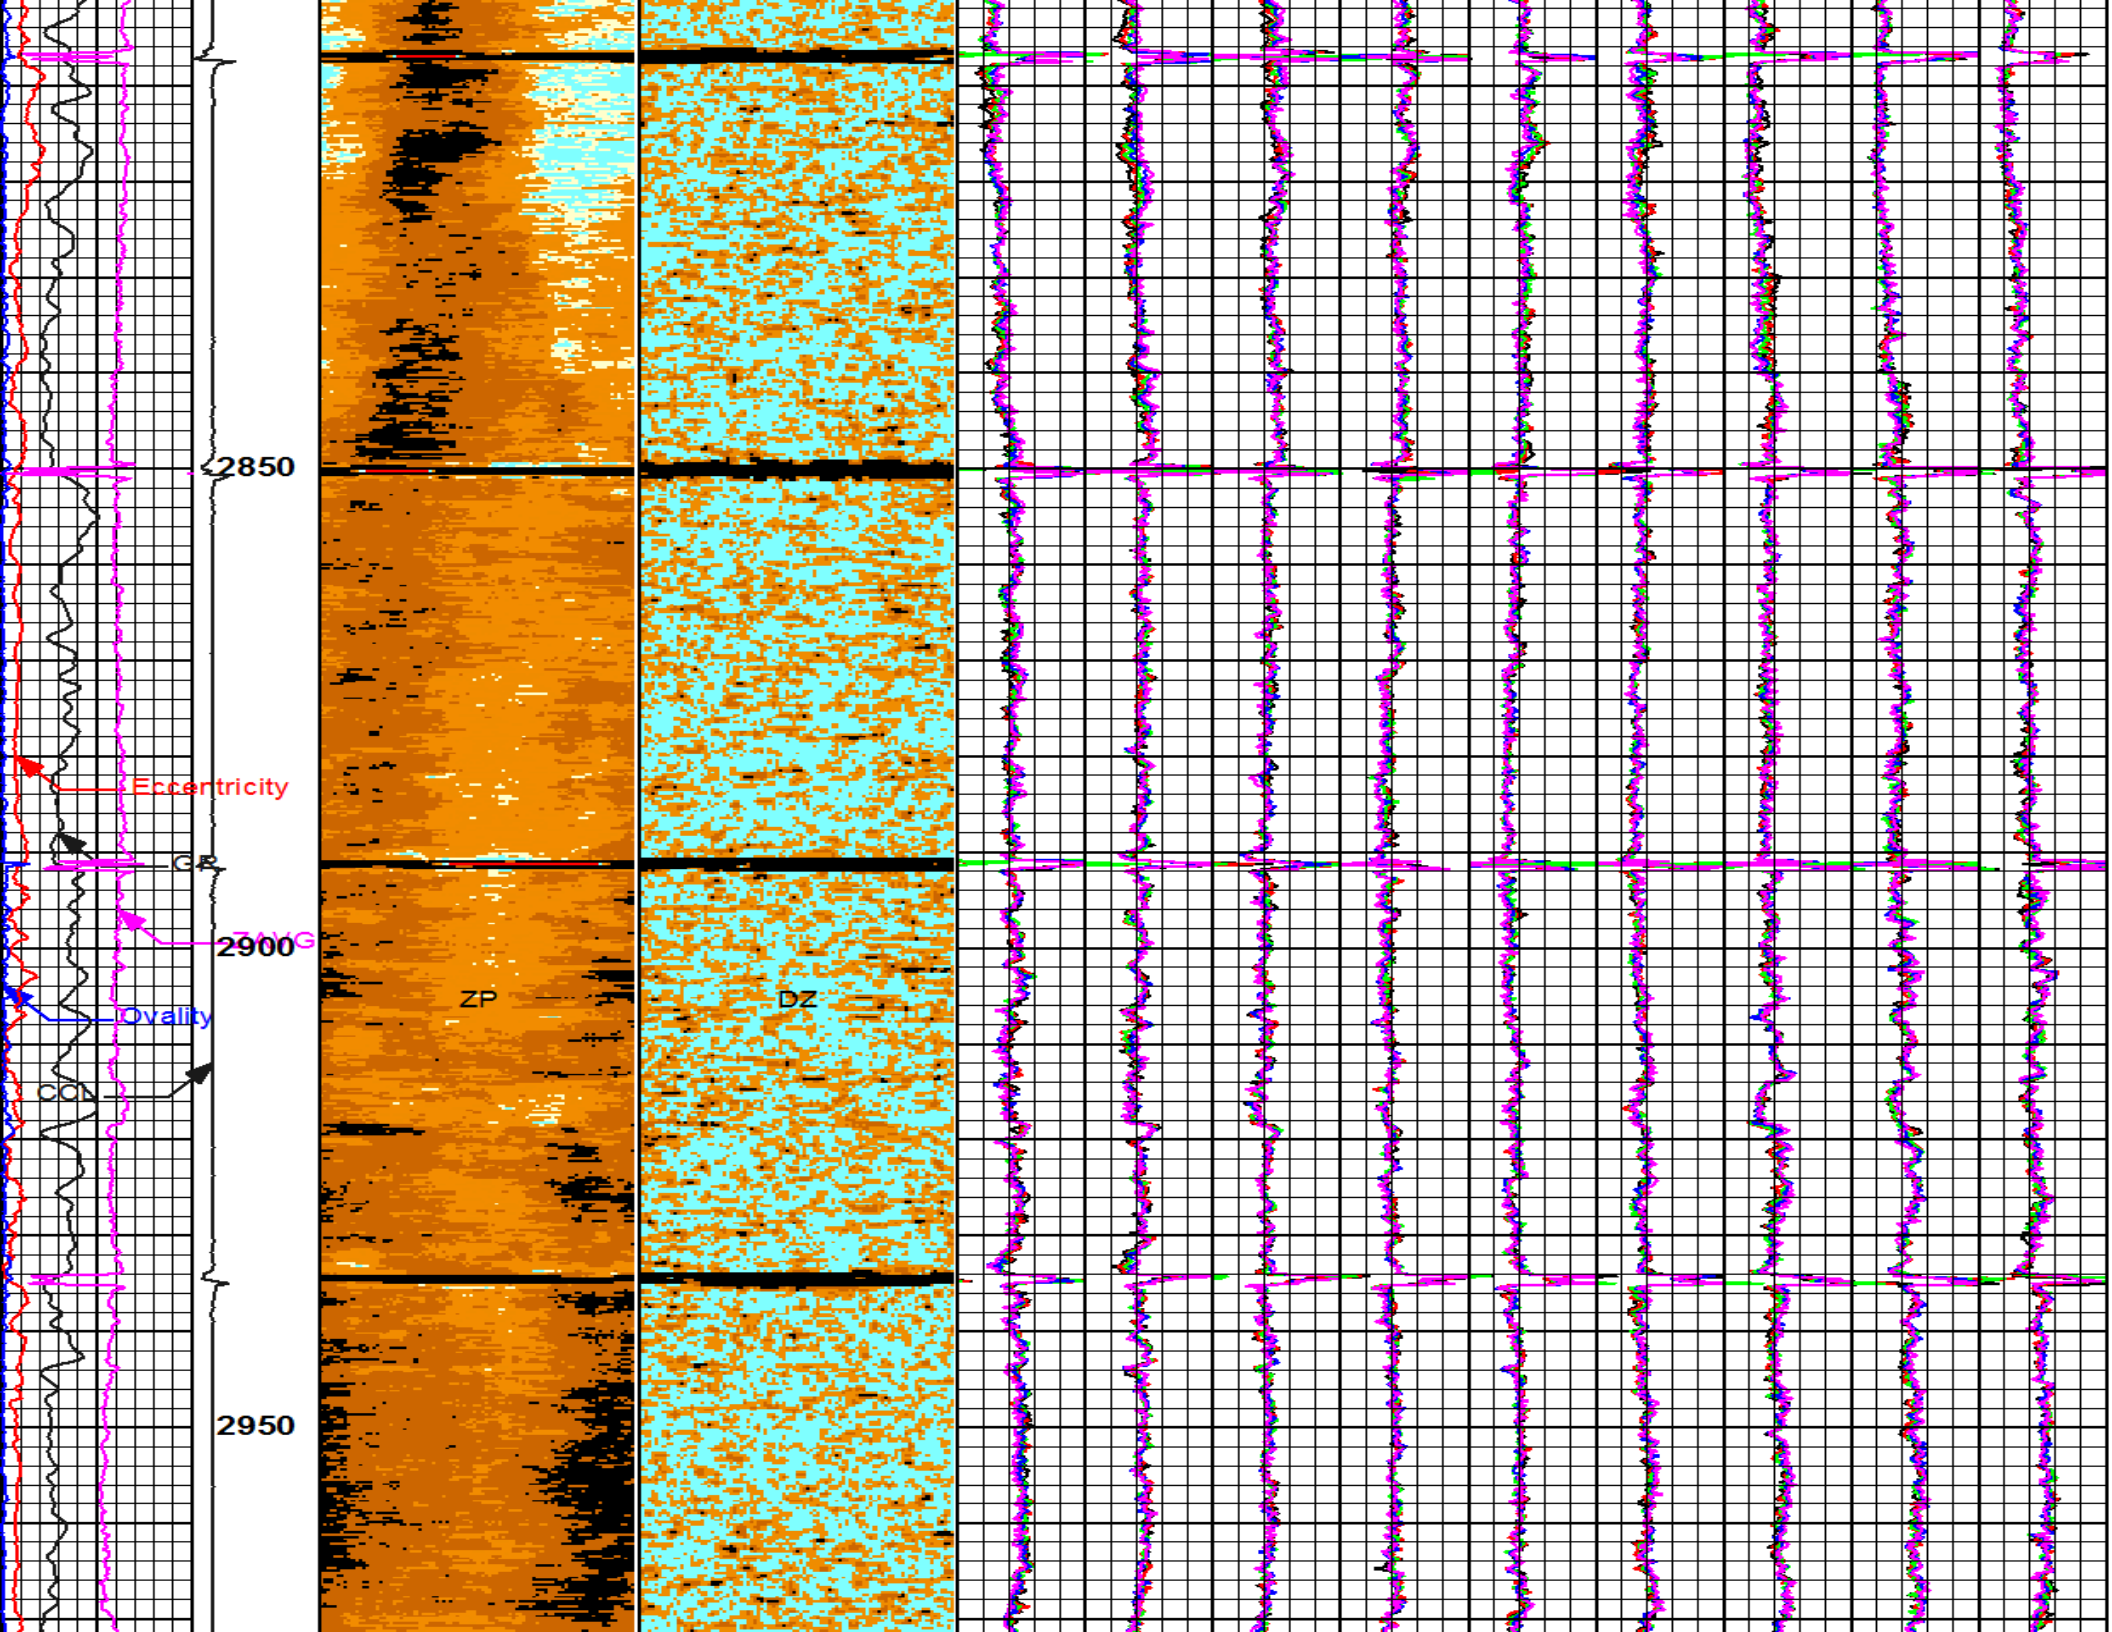 2850
Eccentricity
GR
ZAVG
2900
ZP
DZ
Ovality
CCL
2950